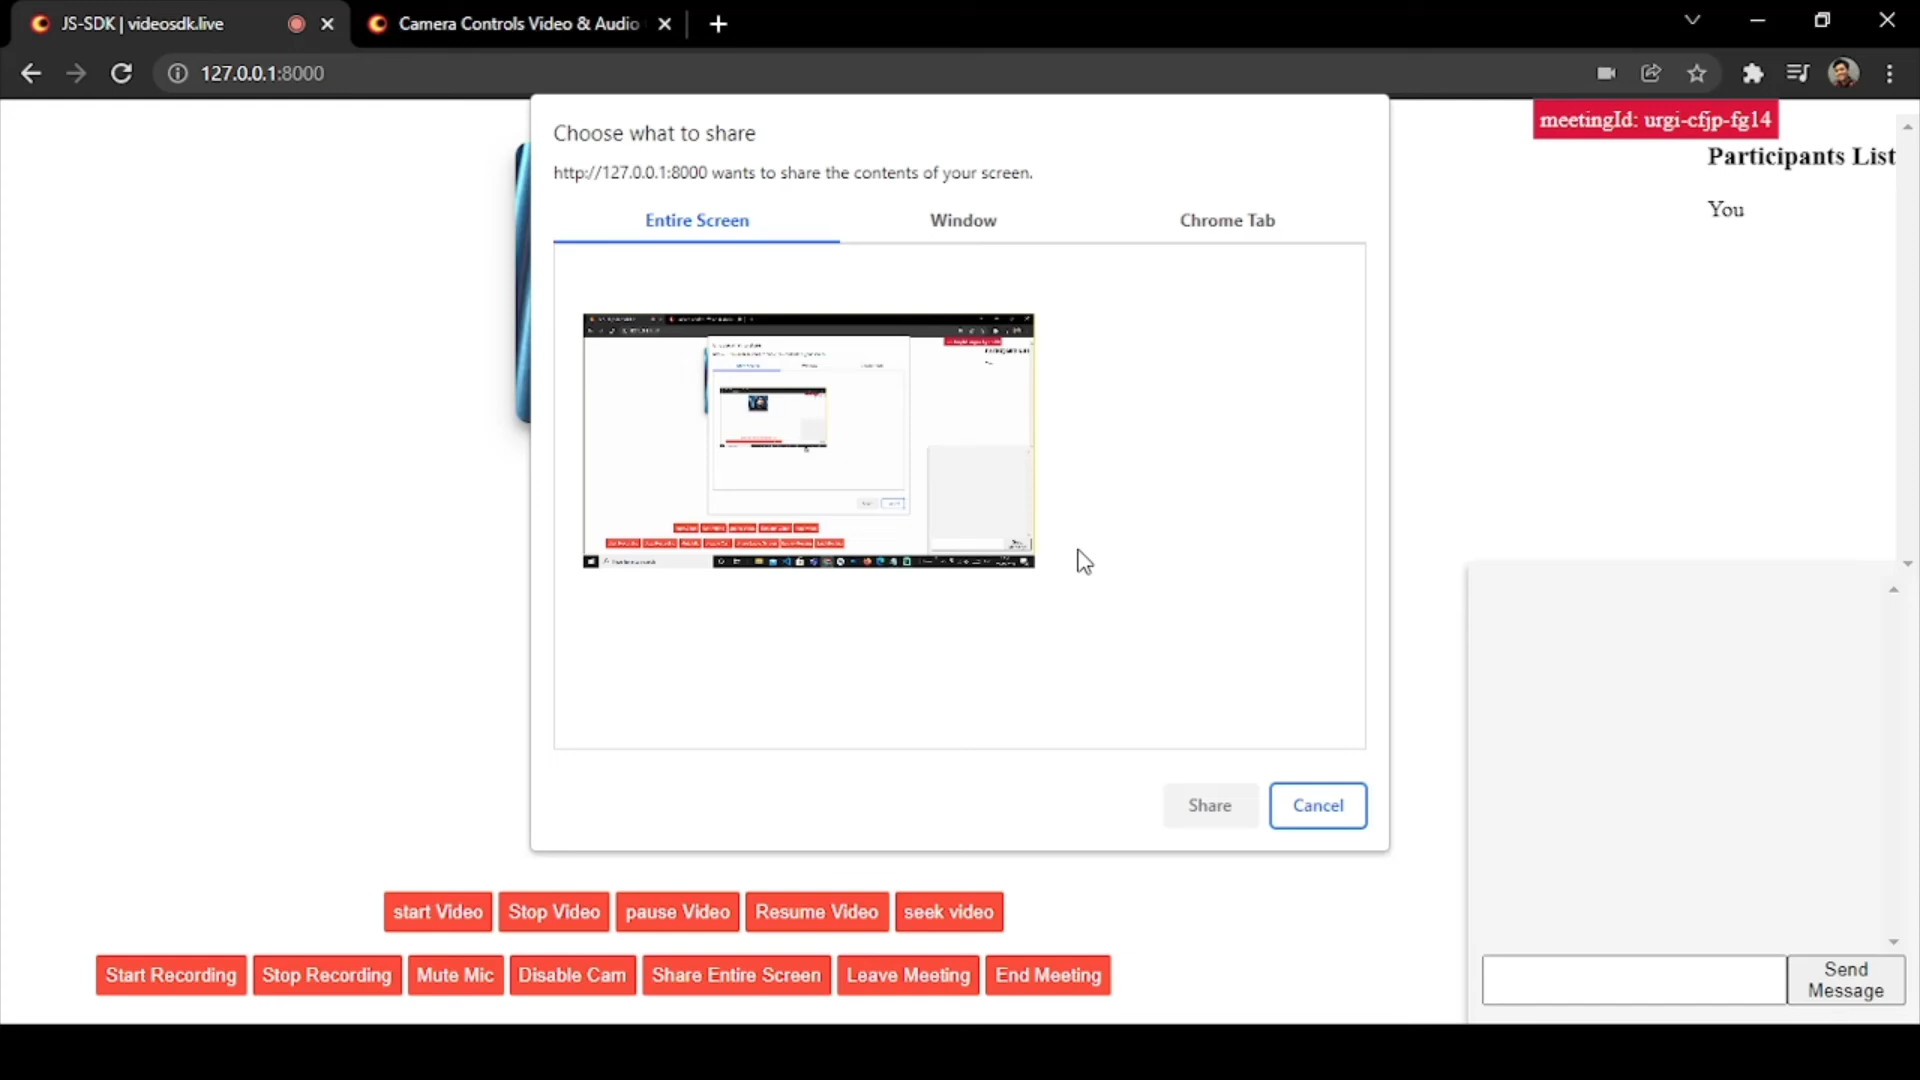 JS-SDK | videosdk.live
Camera Controls Video & Audio
127.0.0.1:8000
Choose what to share
http://127.0.0.1:8000 wants to share the contents of your screen.
Entire Screen
Window
Chrome Tab
Share
Cancel
meetingId: urgi-cfjp-fg14
Participants List
You
start Video
Stop Video
pause Video
Resume Video
seek video
Start Recording
Stop Recording
Mute Mic
Disable Cam
Share Entire Screen
Leave Meeting
End Meeting
Send
Message